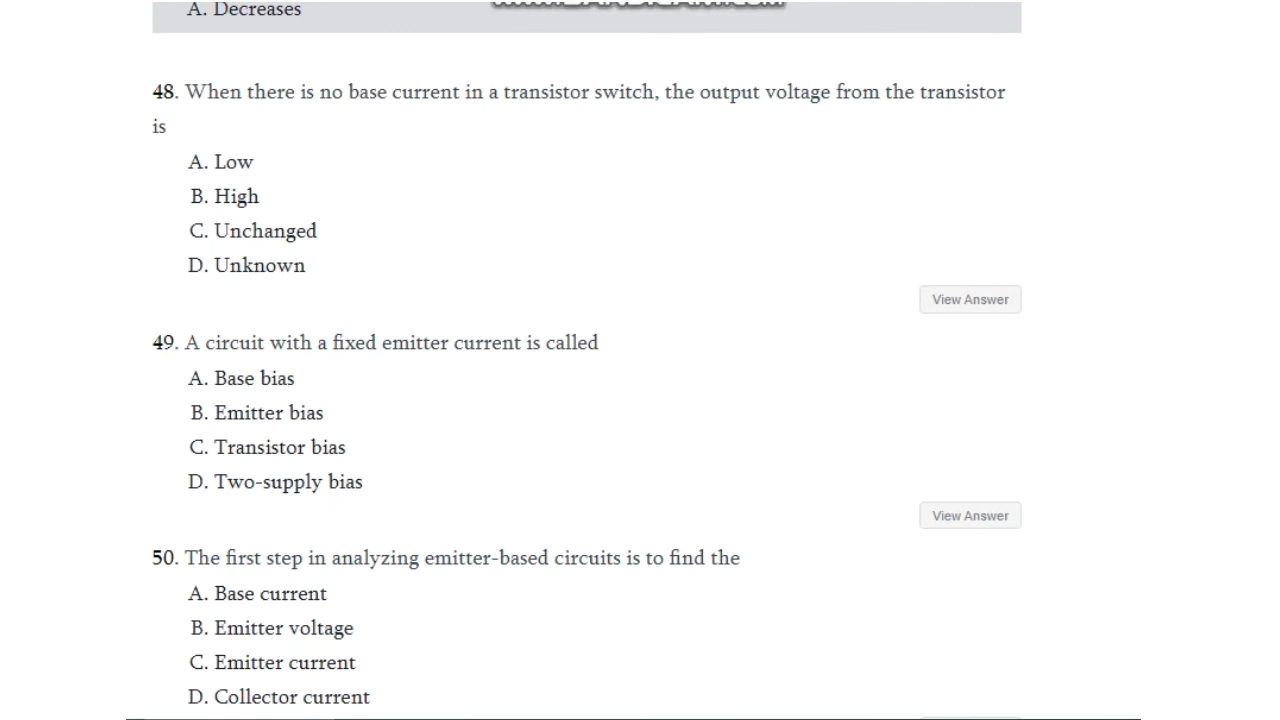 A. Decreases
48. When there is no base current in a transistor switch, the output voltage from the transistor
is
A. Low
B. High
C. Unchanged
D. Unknown
View Answer
49. A circuit with a fixed emitter current is called
A. Base bias
B. Emitter bias
C. Transistor bias
D. Two-supply bias
View Answer
50. The first step in analyzing emitter-based circuits is to find the
A. Base current
B. Emitter voltage
C. Emitter current
D. Collector current